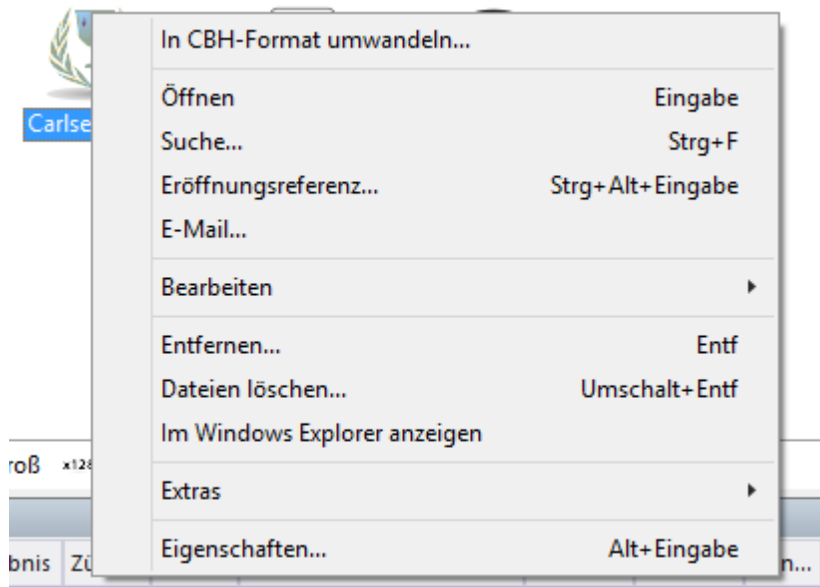 In CBH-Format umwandeln...
Öffnen Eingabe
Carlse
Suche... Strg+F
Eröffnungsreferenz... Strg+Alt+Eingabe
E-Mail...
Bearbeiten
Entfernen... Entf
Dateien löschen... Umschalt+Entf
Im Windows Explorer anzeigen
roß x128
Extras
Eigenschaften... Alt+Eingabe
bnis Zü n...